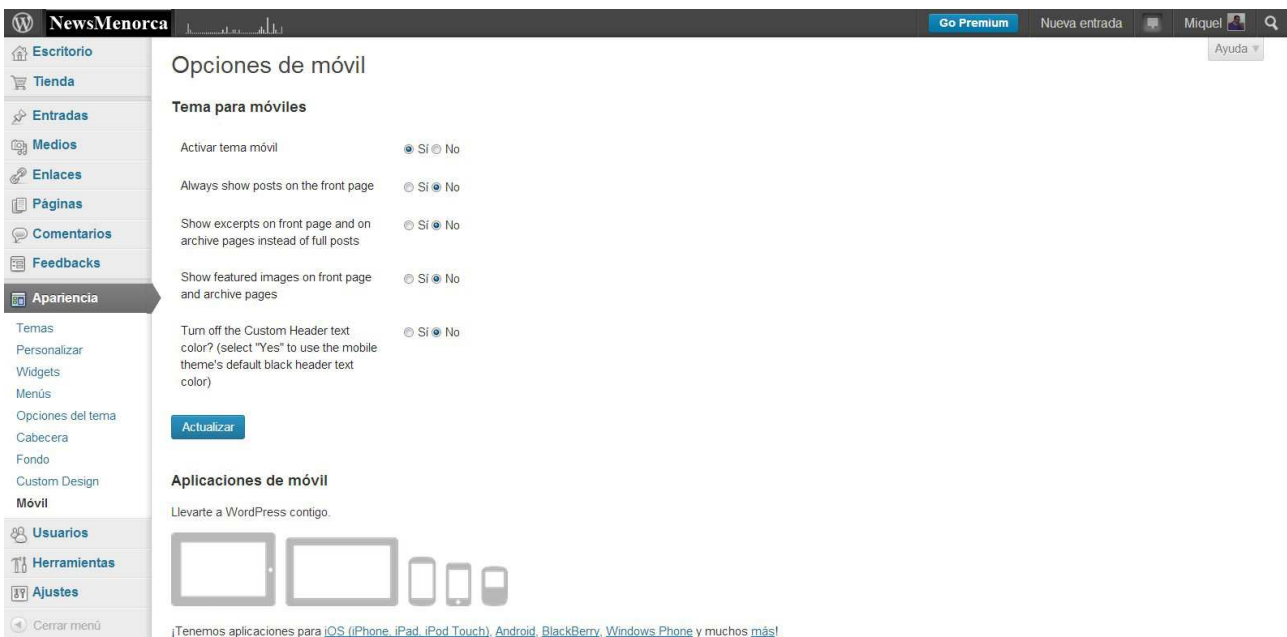 NewsMenorca
Go Premium
Nueva entrada
Miquel
Ayuda
Escritorio
Tienda
Entradas
Medios
Enlaces
Páginas
Comentarios
Feedbacks
Apariencia
Temas
Personalizar
Widgets
Menús
Opciones del tema
Cabecera
Fondo
Custom Design
Móvil
Usuarios
Herramientas
Ajustes
Cerrar menú
Opciones de móvil
Tema para móviles
Activar tema móvil
Sí No
Always show posts on the front page
Sí No
Show excerpts on front page and on
archive pages instead of full posts
Sí No
Show featured images on front page
and archive pages
Sí No
Turn off the Custom Header text
color? (select "Yes" to use the mobile
theme's default black header text
color)
Sí No
Actualizar
Aplicaciones de móvil
Llevarte a WordPress contigo.
¡Tenemos aplicaciones para iOS (iPhone, iPad, iPod Touch), Android, BlackBerry, Windows Phone y muchos más!